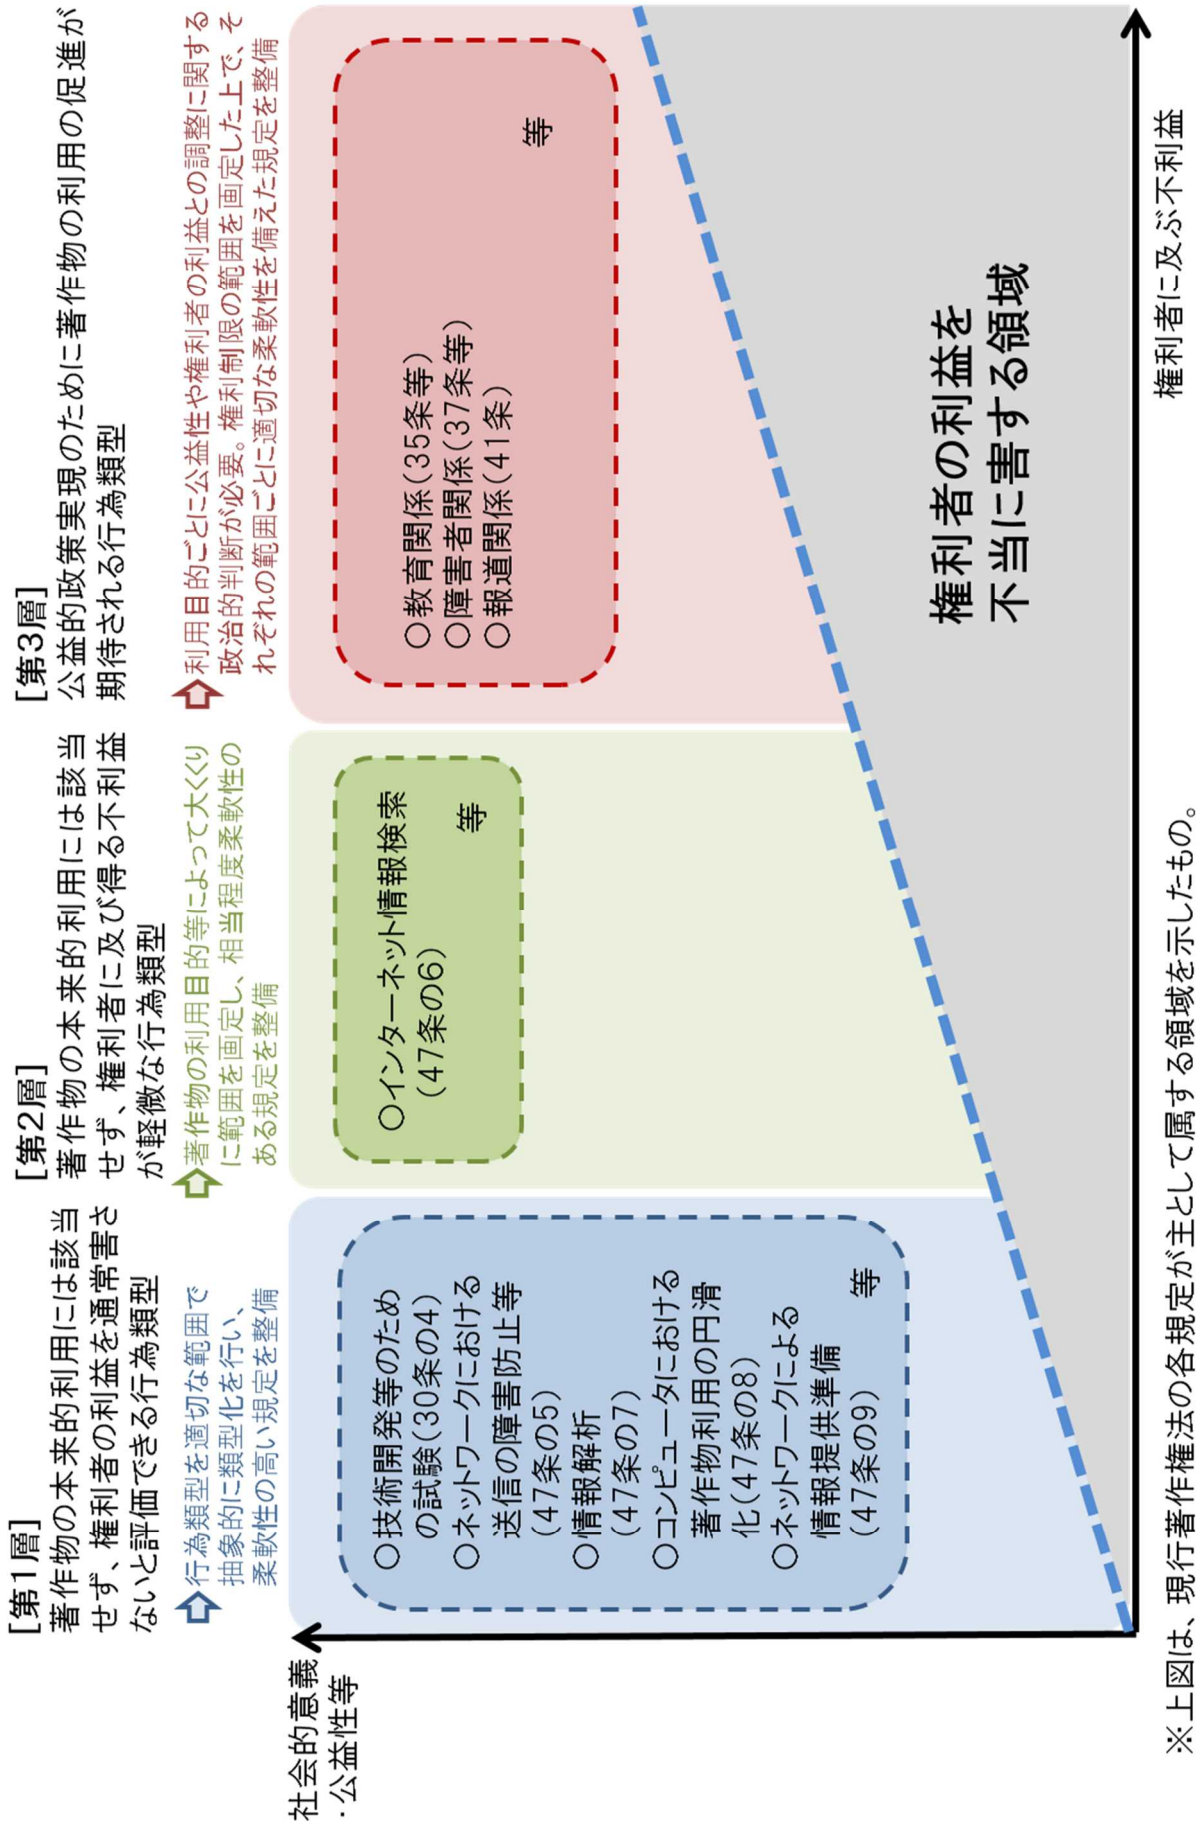 [第1層]
著作物の本来的利用には該当
せず、権利者の利益を通常害さ
ないと評価できる行為類型
行為類型を適切な範囲で
抽象的に類型化を行い、
柔軟性の高い規定を整備
[第2層]
著作物の本来的利用には該当
せず、権利者に及び得る不利益
が軽微な行為類型
著作物の利用目的等によって大くくり
に範囲を画定し、相当程度柔軟性の
ある規定を整備
[第3層]
公益的政策実現のために著作物の利用の促進が
期待される行為類型
利用目的ごとに公益性や権利者の利益との調整に関する
政治的判断が必要。権利制限の範囲を画定した上で、そ
れぞれの範囲ごとに適切な柔軟性を備えた規定を整備
社会的意義
・公益性等
○技術開発等のため
の試験(30条の4)
○ネットワークにおける
送信の障害防止等
(47条の5)
○情報解析
(47条の7)
○コンピュータにおける
著作物利用の円滑
化(47条の8)
○ネットワークによる
情報提供準備
(47条の9)
等
○インターネット情報検索
(47条の6)
等
○教育関係(35条等)
○障害者関係(37条等)
○報道関係(41条)
等
権利者の利益を
不当に害する領域
権利者に及ぶ不利益
※上図は、現行著作権法の各規定が主として属する領域を示したもの。